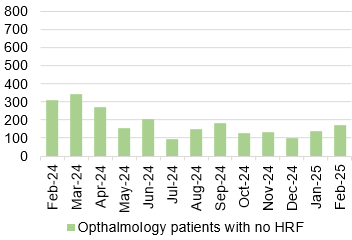 800
700
600
500
400
300
200
100
0
Feb-24
Mar-24
Apr-24
May-24
Jun-24
Jul-24
Aug-24
Sep-24
Oct-24
Nov-24
Dec-24
Jan-25
Feb-25
Opthalmology patients with no HRF